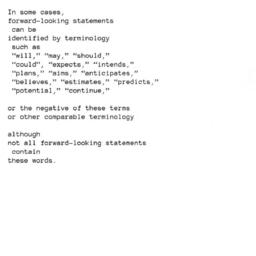 In some cases,
forward-looking statements
can be
identified by terminology
such as
“will,” “may,” “should,”
“could”, “expects,” “intends,”
“plans,” “aims,” “anticipates,”
“believes,” “estimates,” “predicts,”
“potential,” “continue,”
or the negative of these terms
or other comparable terminology
although
not all forward-looking statements
contain
these words.